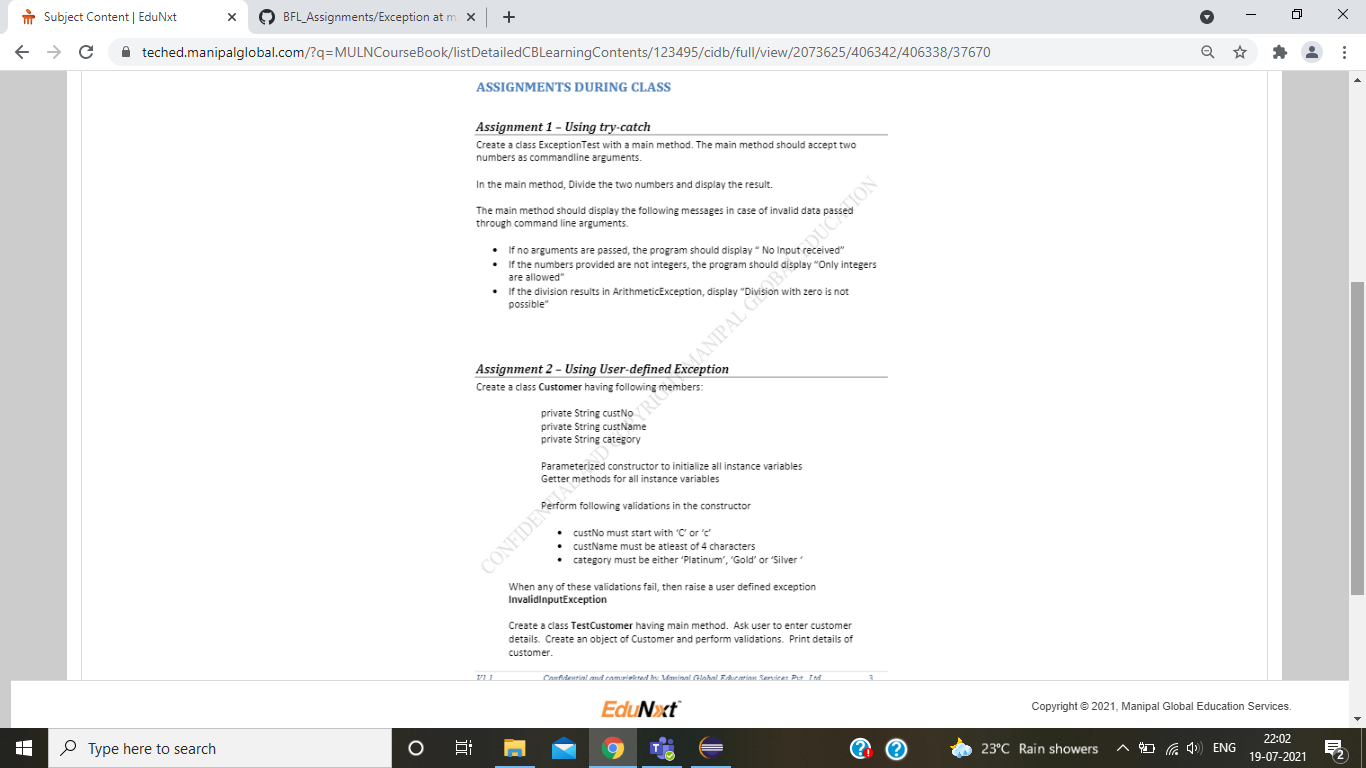 Subject Content | EduNxt
BFL_Assignments/Exception at m
teched.manipalglobal.com/?q=MULNCourseBook/listDetailedCBLearningContents/123495/cidb/full/view/2073625/406342/406338/37670
ASSIGNMENTS DURING CLASS
Assignment 1 – Using try-catch
Create a class ExceptionTest with a main method. The main method should accept two
numbers as commandline arguments.
In the main method, Divide the two numbers and display the result.
The main method should display the following messages in case of invalid data passed
through command line arguments.
• If no arguments are passed, the program should display “ No Input received”
• If the numbers provided are not integers, the program should display “Only integers
are allowed”
• If the division results in ArithmeticException, display “Division with zero is not
possible”
Assignment 2 – Using User-defined Exception
Create a class Customer having following members:
private String custNo
private String custName
private String category
Parameterized constructor to initialize all instance variables
Getter methods for all instance variables
Perform following validations in the constructor
• custNo must start with ‘C’ or ‘c’
• custName must be atleast of 4 characters
• category must be either ‘Platinum’, ‘Gold’ or ‘Silver ‘
When any of these validations fail, then raise a user defined exception
InvalidInputException
Create a class TestCustomer having main method. Ask user to enter customer
details. Create an object of Customer and perform validations. Print details of
customer.
CONFIDENTIAL AND COPYRIGHT MANIPAL GLOBAL EDUCATION
V1.1 Confidential and copyrighted by Manipal Global Education Services Pvt. Ltd 3
EduNxt
Copyright © 2021, Manipal Global Education Services.
Type here to search
23°C Rain showers
ENG
22:02
19-07-2021
2